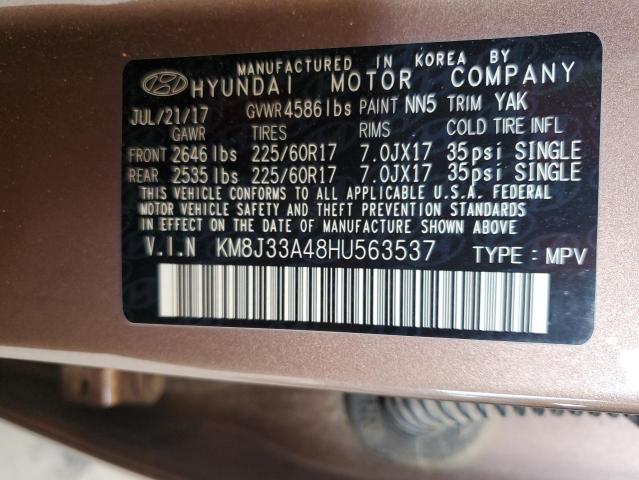 MANUFACTURED IN KOREA BY
HYUNDAI MOTOR COMPANY
JUL/21/17 GVWR 4586 lbs PAINT NN5 TRIM YAK
GAWR TIRES RIMS COLD TIRE INFL
FRONT 2646 lbs 225/60R17 7.0JX17 35psi SINGLE
REAR 2535 lbs 225/60R17 7.0JX17 35psi SINGLE
THIS VEHICLE CONFORMS TO ALL APPLICABLE U.S.A. FEDERAL
MOTOR VEHICLE SAFETY AND THEFT PREVENTION STANDARDS
IN EFFECT ON THE DATE OF MANUFACTURE SHOWN ABOVE.
V.I.N KM8J33A48HU563537 TYPE : MPV